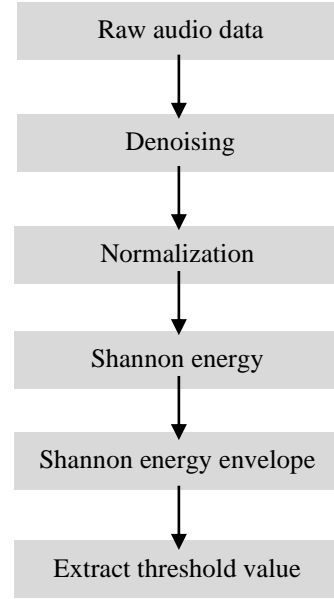 Raw audio data
Denoising
Normalization
Shannon energy
Shannon energy envelope
Extract threshold value